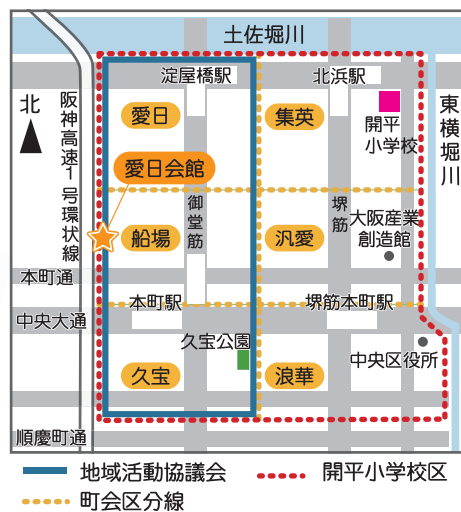 土佐堀川
淀屋橋駅
北浜駅
北
阪神高速1号環状線
愛日
集英
開平
小学校
東横堀川
愛日会館
御堂筋
堺筋
船場
汎愛
大阪産業
創造館
本町通
本町駅
堺筋本町駅
中央大通
久宝公園
中央区役所
久宝
浪華
順慶町通
地域活動協議会
開平小学校区
町会区分線